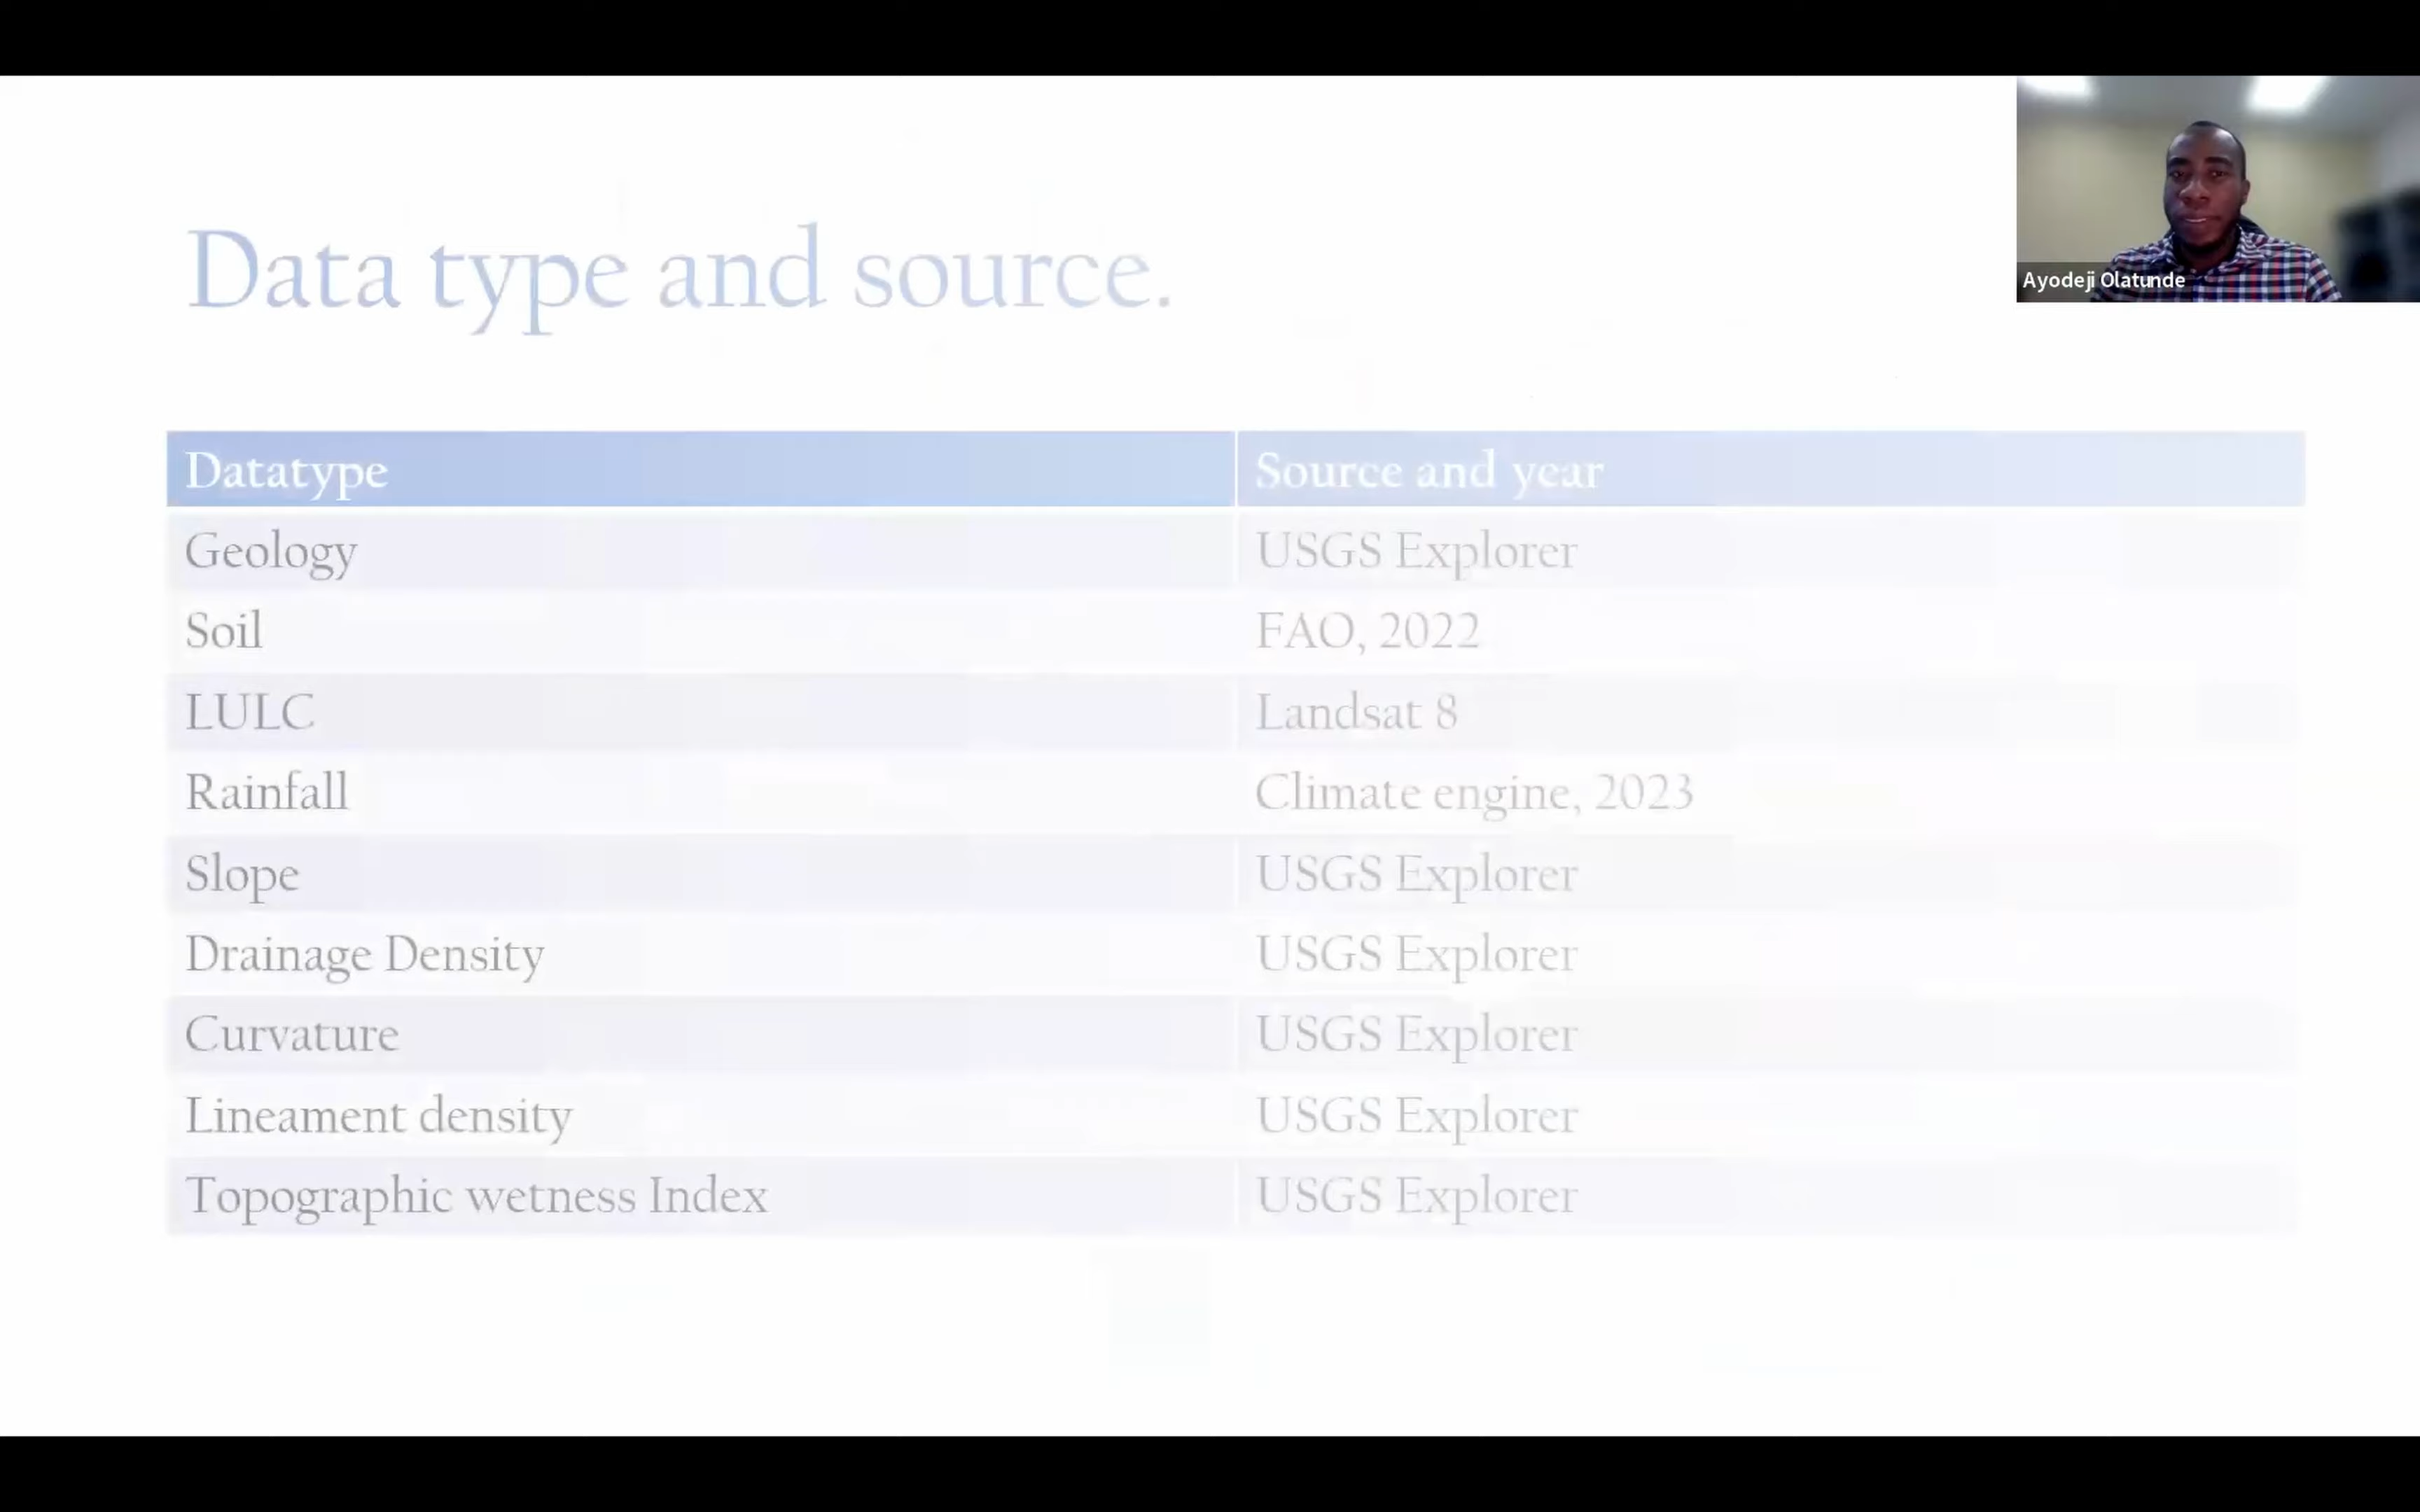 Data type and source.
Ayodeji Olatunde
Datatype Source and year
Geology USGS Explorer
Soil FAO, 2022
LULC Landsat 8
Rainfall Climate engine, 2023
Slope USGS Explorer
Drainage Density USGS Explorer
Curvature USGS Explorer
Lineament density USGS Explorer
Topographic wetness Index USGS Explorer